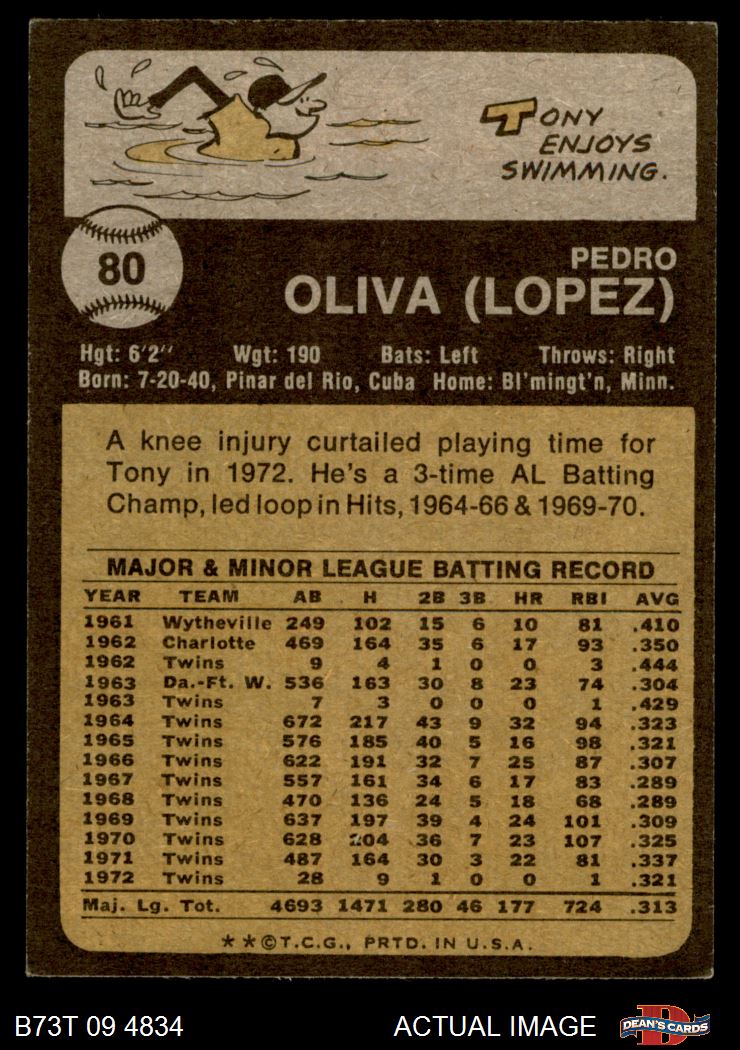 TONY
ENJOYS
SWIMMING.
80
PEDRO
OLIVA (LOPEZ)
Hgt: 6'2" Wgt: 190 Bats: Left Throws: Right
Born: 7-20-40, Pinar del Rio, Cuba Home: Bl'mingt'n, Minn.
A knee injury curtailed playing time for
Tony in 1972. He's a 3-time AL Batting
Champ, led loop in Hits, 1964-66 & 1969-70.
MAJOR & MINOR LEAGUE BATTING RECORD
YEAR TEAM AB H 2B 3B HR RBI AVG
1961 Wytheville 249 102 15 6 10 81 .410
1962 Charlotte 469 164 35 6 17 93 .350
1962 Twins 9 4 1 0 0 3 .444
1963 Da.-Ft. W. 536 163 30 8 23 74 .304
1963 Twins 7 3 0 0 0 1 .429
1964 Twins 672 217 43 9 32 94 .323
1965 Twins 576 185 40 5 16 98 .321
1966 Twins 622 191 32 7 25 87 .307
1967 Twins 557 161 34 6 17 83 .289
1968 Twins 470 136 24 5 18 68 .289
1969 Twins 637 197 39 4 24 101 .309
1970 Twins 628 204 36 7 23 107 .325
1971 Twins 487 164 30 3 22 81 .337
1972 Twins 28 9 1 0 0 1 .321
Maj. Lg. Tot. 4693 1471 280 46 177 724 .313
★ ★ ©T.C.G., PRTD. IN U.S.A.
B73T 09 4834 ACTUAL IMAGE D DEAN'S CARDS